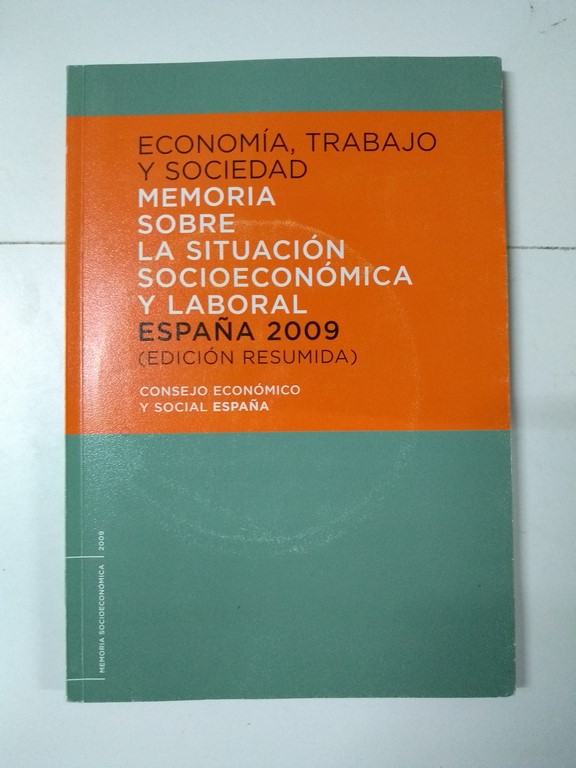 ECONOMÍA, TRABAJO
Y SOCIEDAD
MEMORIA
SOBRE
LA SITUACIÓN
SOCIOECONÓMICA
Y LABORAL
ESPAÑA 2009
(EDICIÓN RESUMIDA)
CONSEJO ECONÓMICO
Y SOCIAL ESPAÑA
MEMORIA SOCIOECONÓMICA 2009